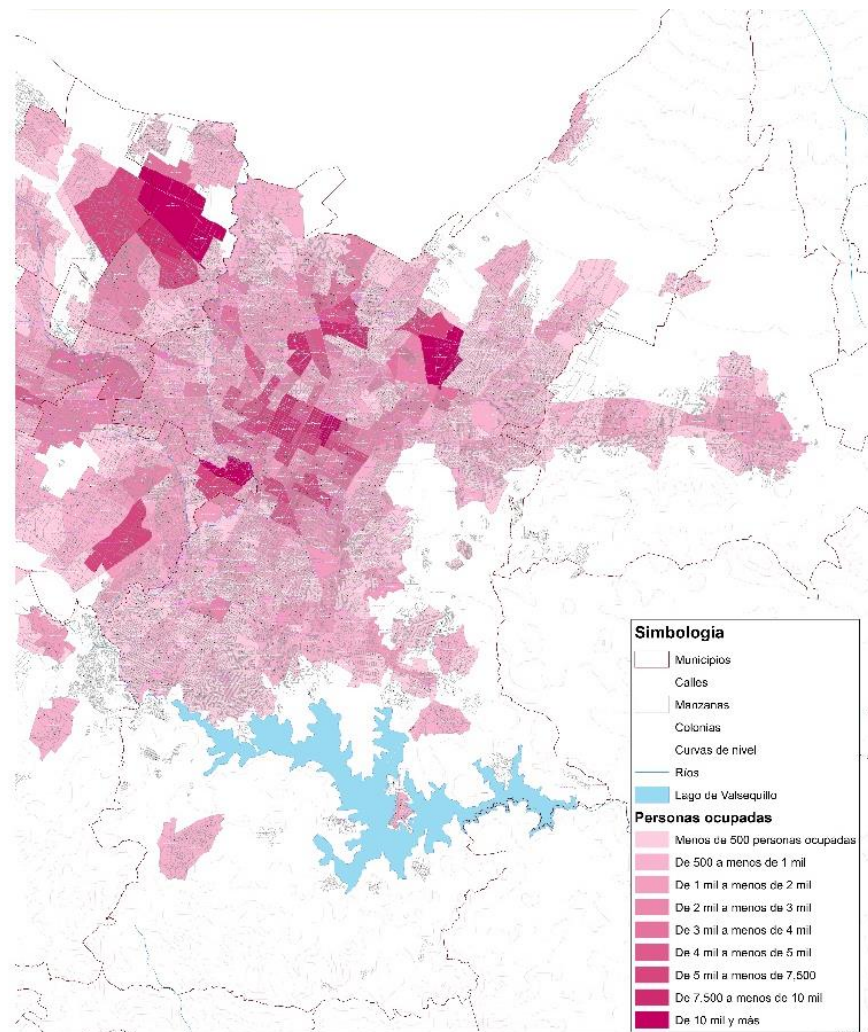 Simbología
Municipios
Calles
Manzanas
Colonias
Curvas de nivel
Ríos
Lago de Valsequillo
Personas ocupadas
Menos de 500 personas ocupadas
De 500 a menos de 1 mil
De 1 mil a menos de 2 mil
De 2 mil a menos de 3 mil
De 3 mil a menos de 4 mil
De 4 mil a menos de 5 mil
De 5 mil a menos de 7.500
De 7.500 a menos de 10 mil
De 10 mil y más